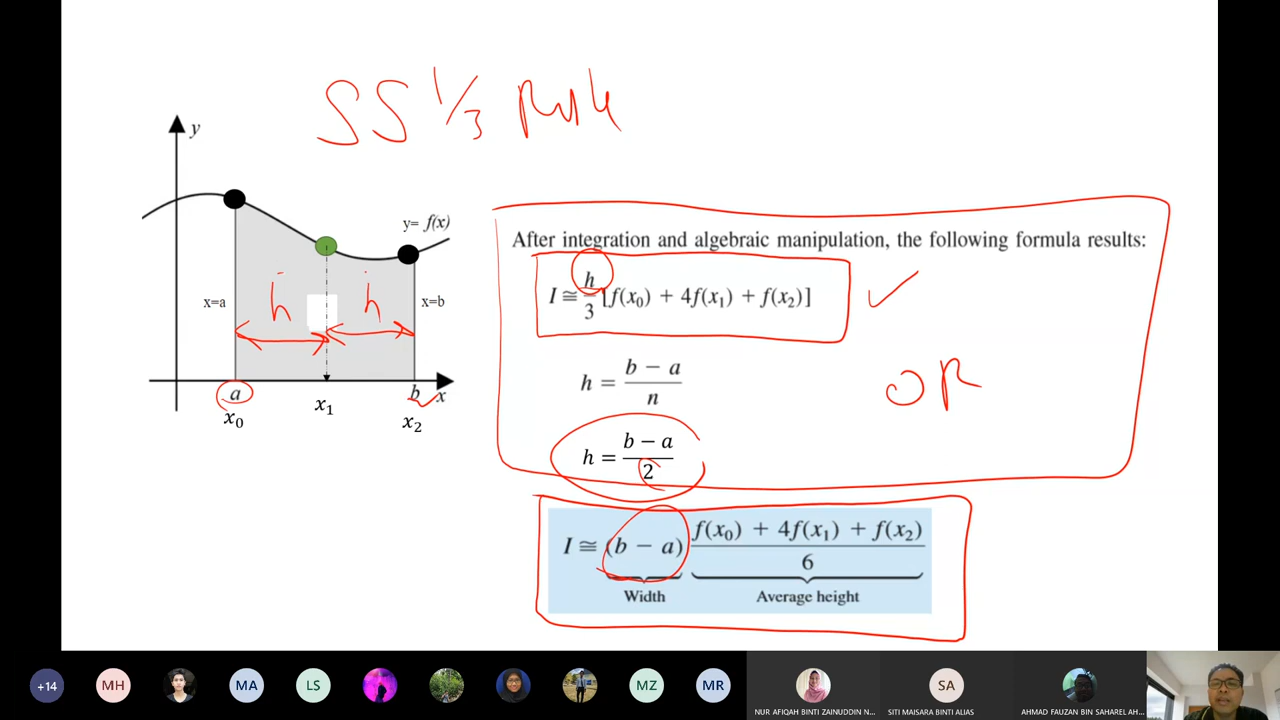 SS 1/3 Rule
y
y= f(x)
x=a
h
h
x=b
a
b
x
x₀
x₁
x₂
After integration and algebraic manipulation, the following formula results:
I ≅ h/3 [f(x₀) + 4f(x₁) + f(x₂)]
h = (b − a)/n
OR
h = (b − a)/2
I ≅ (b − a) (f(x₀) + 4f(x₁) + f(x₂))/6
Width
Average height
+14
MH
MA
LS
MZ
MR
SA
NUR AFIQAH BINTI ZAINUDDIN N...
SITI MAISARA BINTI ALIAS
AHMAD FAUZAN BIN SAHAREL AH...